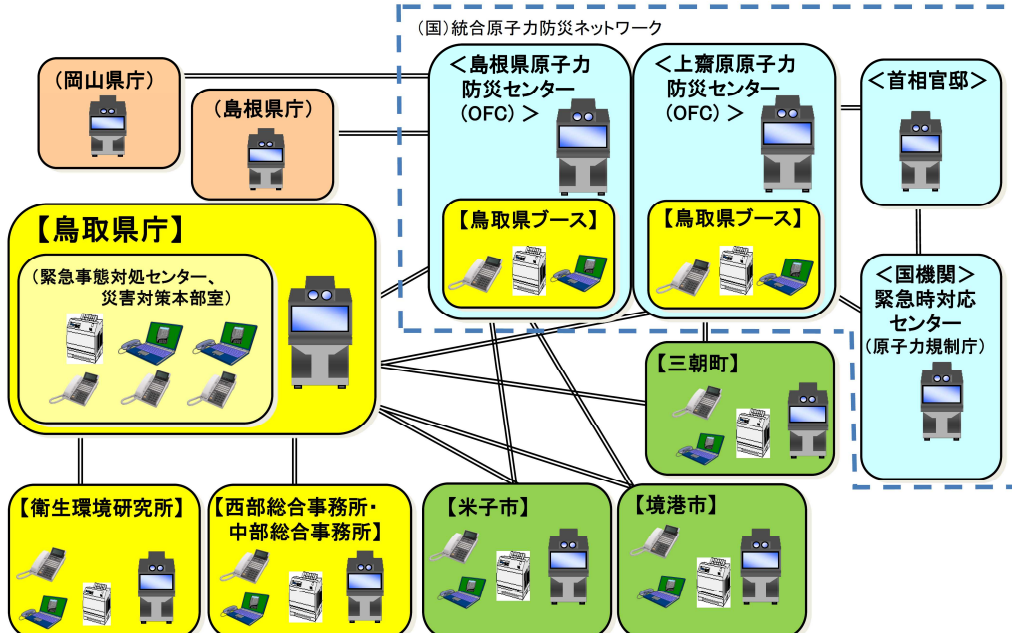 (国)統合原子力防災ネットワーク
(岡山県庁)
(島根県庁)
＜島根県原子力
防災センター
(OFC) ＞
＜上齋原原子力
防災センター
(OFC) ＞
＜首相官邸＞
【鳥取県ブース】
【鳥取県ブース】
【鳥取県庁】
(緊急事態対処センター、
災害対策本部室)
＜国機関＞
緊急時対応
センター
(原子力規制庁)
【三朝町】
【衛生環境研究所】
【西部総合事務所・
中部総合事務所】
【米子市】
【境港市】